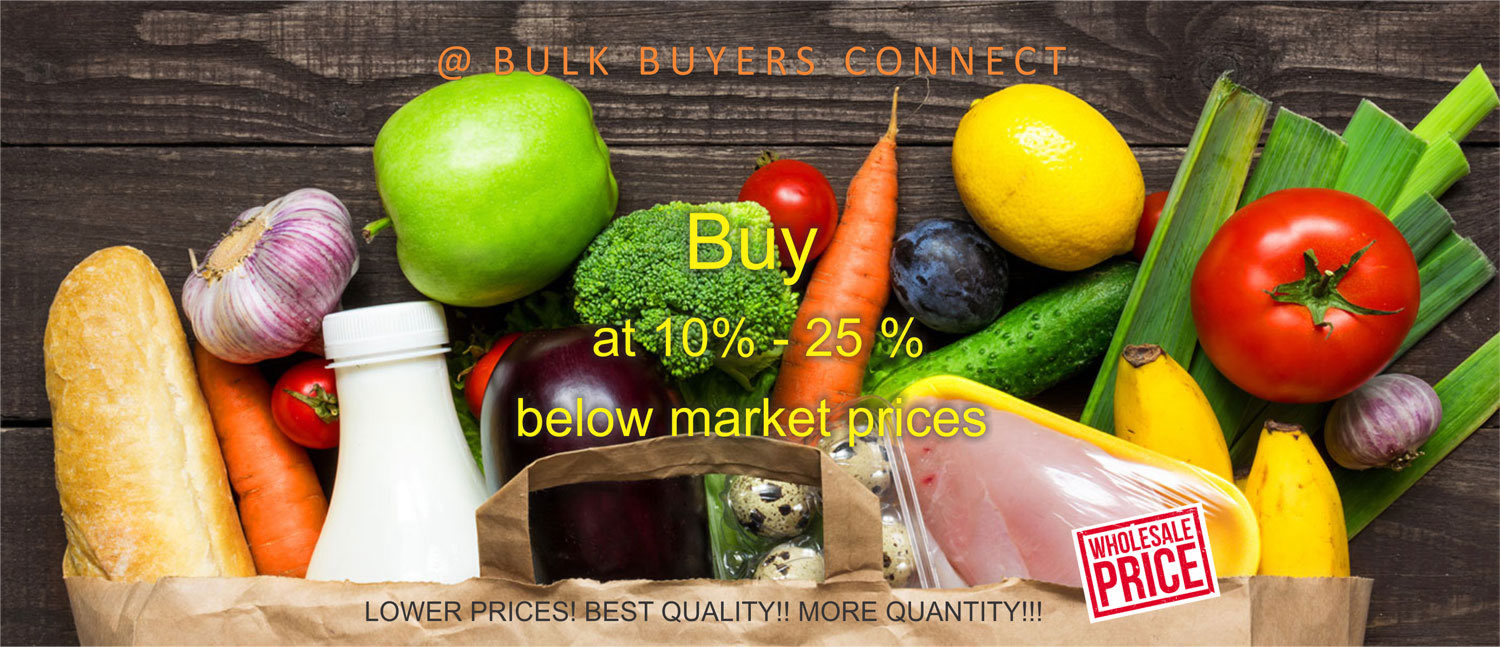 @ BULK BUYERS CONNECT
Buy
at 10% - 25 %
below market prices
WHOLESALE
PRICE
LOWER PRICES! BEST QUALITY!! MORE QUANTITY!!!